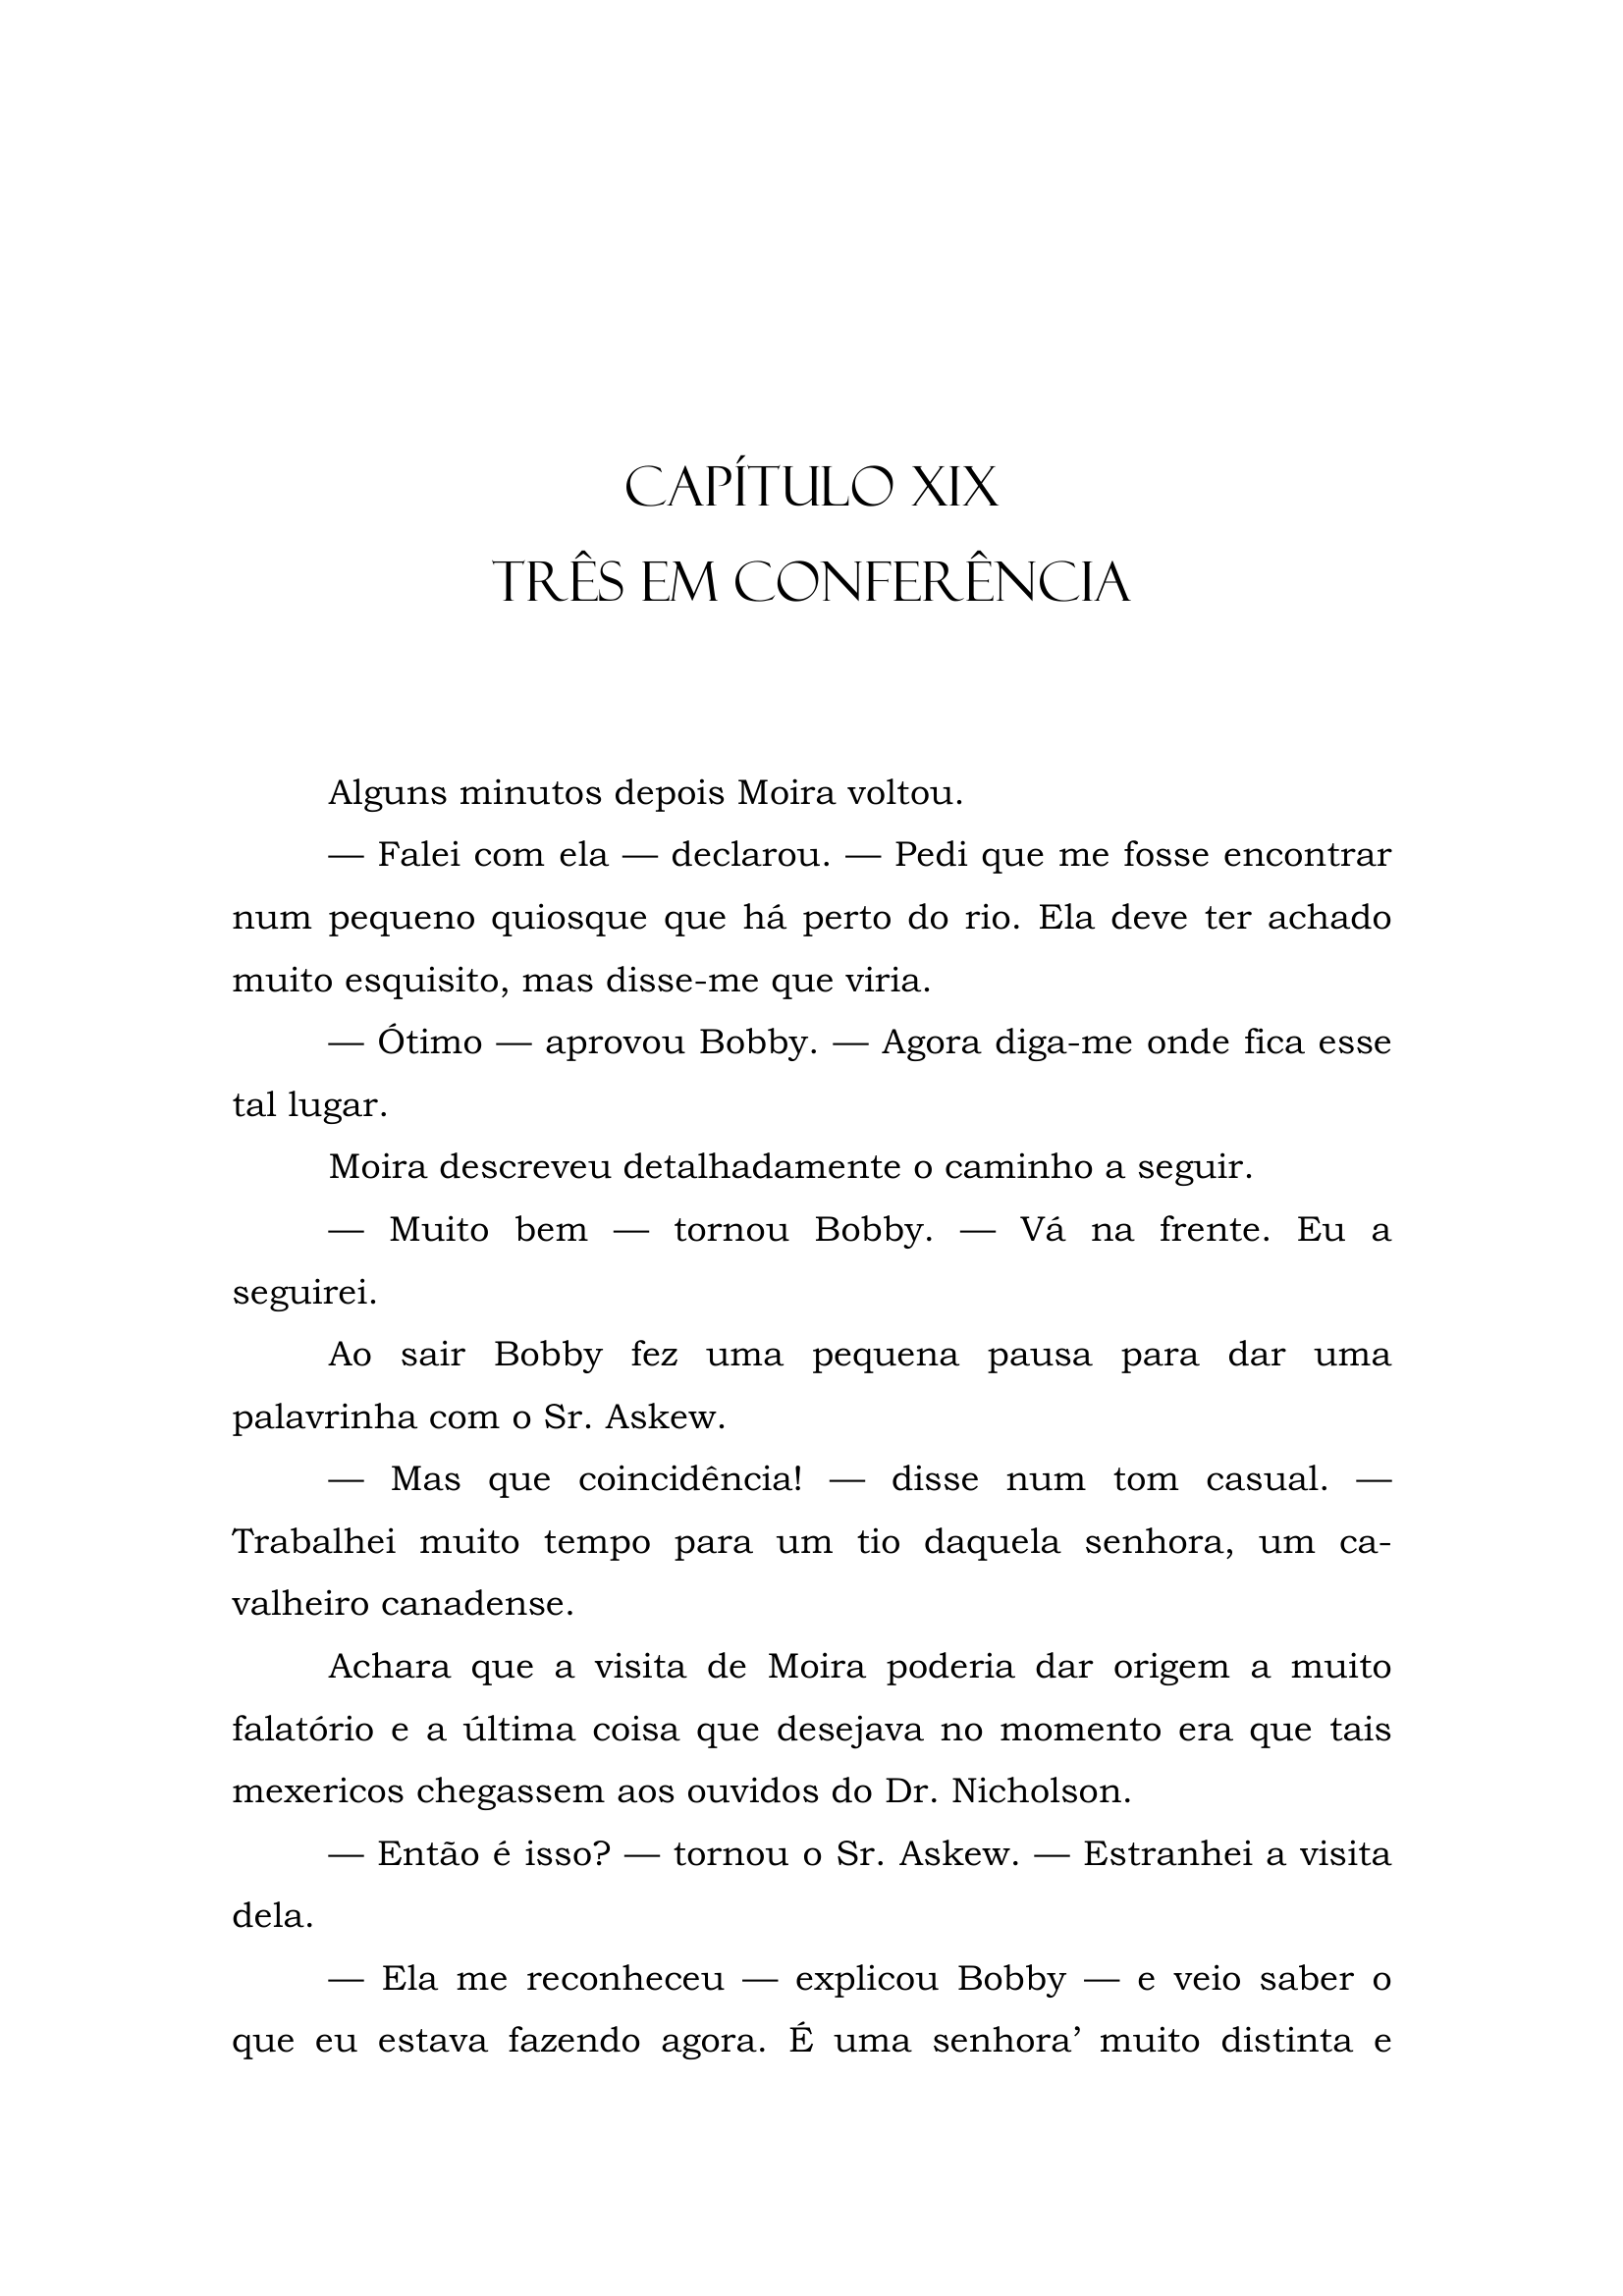 CAPÍTULO XIX
TRÊS EM CONFERÊNCIA
Alguns minutos depois Moira voltou.
— Falei com ela — declarou. — Pedi que me fosse encontrar
num pequeno quiosque que há perto do rio. Ela deve ter achado
muito esquisito, mas disse-me que viria.
— Ótimo — aprovou Bobby. — Agora diga-me onde fica esse
tal lugar.
Moira descreveu detalhadamente o caminho a seguir.
— Muito bem — tornou Bobby. — Vá na frente. Eu a
seguirei.
Ao sair Bobby fez uma pequena pausa para dar uma
palavrinha com o Sr. Askew.
— Mas que coincidência! — disse num tom casual. —
Trabalhei muito tempo para um tio daquela senhora, um ca-
valheiro canadense.
Achara que a visita de Moira poderia dar origem a muito
falatório e a última coisa que desejava no momento era que tais
mexericos chegassem aos ouvidos do Dr. Nicholson.
— Então é isso? — tornou o Sr. Askew. — Estranhei a visita
dela.
— Ela me reconheceu — explicou Bobby — e veio saber o
que eu estava fazendo agora. É uma senhora’ muito distinta e